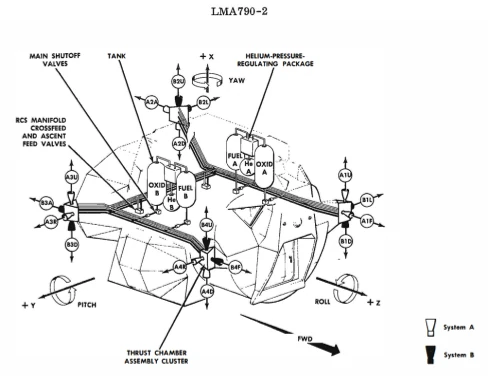 LMA790-2
MAIN SHUTOFF
VALVES
TANK
+ X
HELIUM-PRESSURE-
REGULATING PACKAGE
YAW
B2U
A2A
B2L
A2D
RCS MANIFOLD
CROSSFEED
AND ASCENT
FEED VALVES
FUEL
A
He
A
OXID
A
OXID
B
He
B
FUEL
B
A3U
B3A
A3R
B3D
A1U
B1L
A1F
B1D
B4U
A4R
B4F
A4D
+ Y
PITCH
ROLL
+ Z
FWD
THRUST CHAMBER
ASSEMBLY CLUSTER
System A
System B